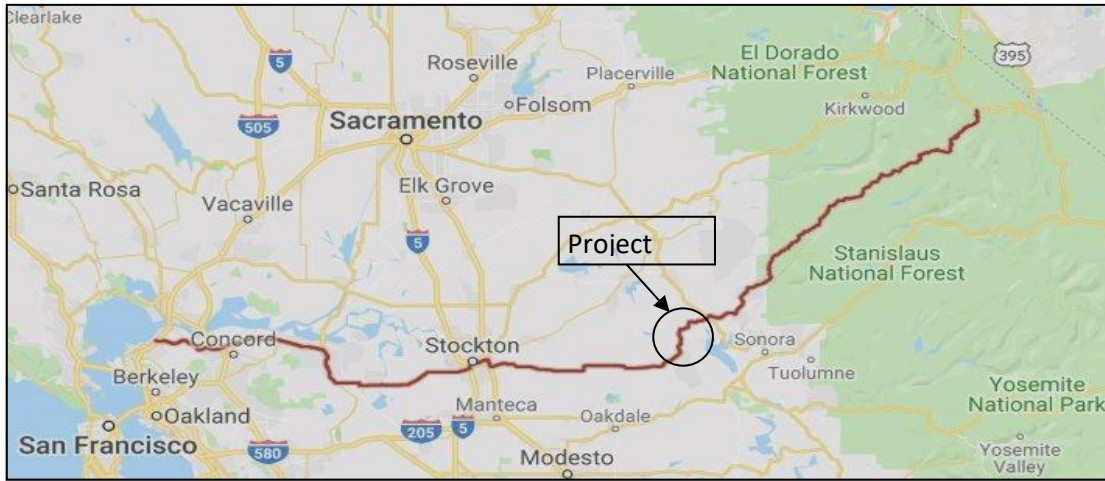 Clearlake
5
Roseville
Placerville
El Dorado
National Forest
395
505
Folsom
Kirkwood
Sacramento
Santa Rosa
Vacaville
Elk Grove
5
Project
Stanislaus
National Forest
Concord
Stockton
Sonora
Berkeley
Tuolumne
Oakland
Manteca
Oakdale
Yosemite
National Park
San Francisco
580
205
5
Modesto
Yosemite
Valley